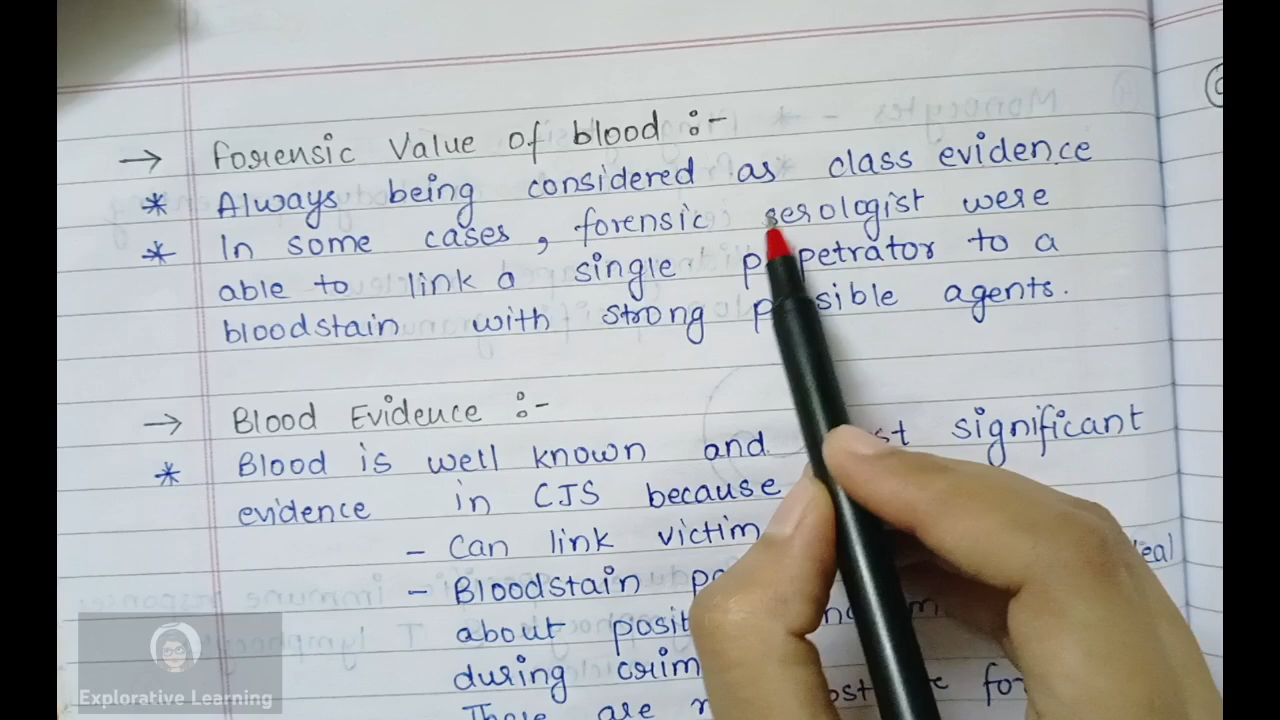 → Forensic Value of blood :-
* Always being considered as class evidence
* In some cases, forensic serologist were
able to link a single perpetrator to a
bloodstain with strong possible agents.
→ Blood Evidence :-
* Blood is well known and significant
evidence in CJS because
- Can link victim
- Bloodstain
about
during
are
Explorative Learning